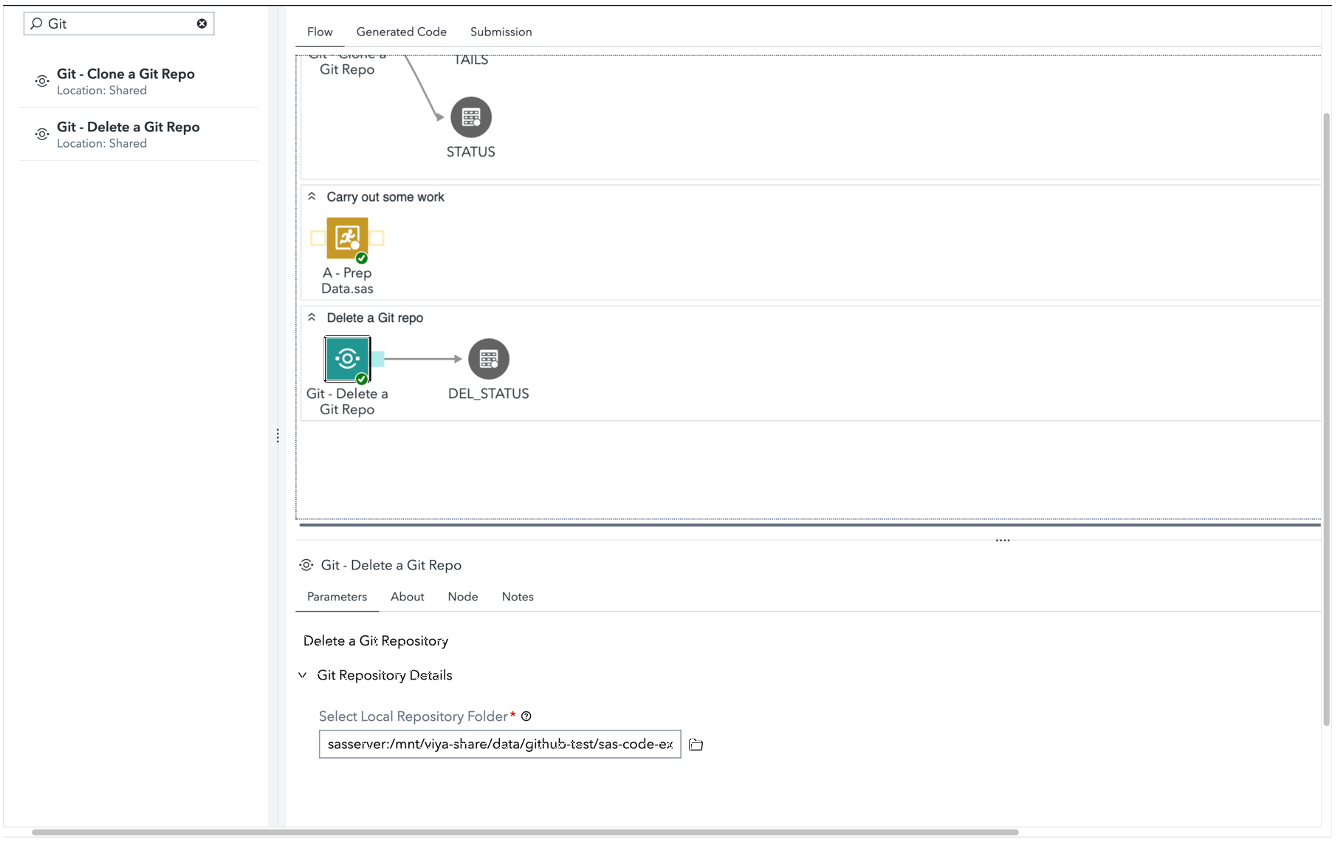 Git
Git - Clone a Git Repo
Location: Shared
Git - Delete a Git Repo
Location: Shared
Flow Generated Code Submission
Git - Clone a
Git Repo
TAILS
STATUS
Carry out some work
A - Prep
Data.sas
Delete a Git repo
Git - Delete a
Git Repo
DEL_STATUS
Git - Delete a Git Repo
Parameters About Node Notes
Delete a Git Repository
Git Repository Details
Select Local Repository Folder*
sasserver:/mnt/viya-share/data/github-test/sas-code-ex